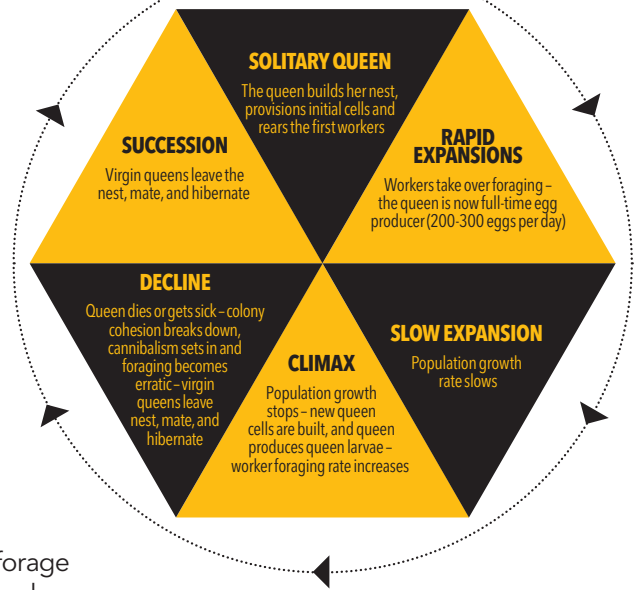 SOLITARY QUEEN
The queen builds her nest,
provisions initial cells and
rears the first workers
RAPID
EXPANSIONS
Workers take over foraging –
the queen is now full-time egg
producer (200-300 eggs per day)
SLOW EXPANSION
Population growth
rate slows
CLIMAX
Population growth
stops – new queen
cells are built, and queen
produces queen larvae –
worker foraging rate increases
DECLINE
Queen dies or gets sick – colony
cohesion breaks down,
cannibalism sets in and
foraging becomes
erratic – virgin
queens leave
nest, mate, and
hibernate
SUCCESSION
Virgin queens leave the
nest, mate, and hibernate
forage